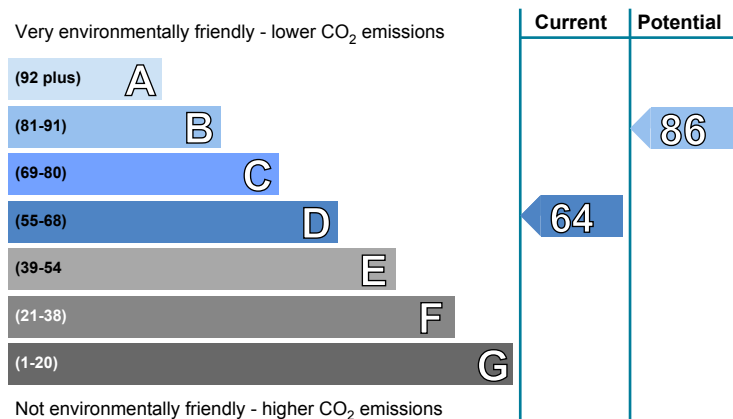 Very environmentally friendly - lower CO₂ emissions
Current
Potential
(92 plus) A
(81-91) B
86
(69-80) C
(55-68) D
64
(39-54 E
(21-38) F
(1-20) G
Not environmentally friendly - higher CO₂ emissions